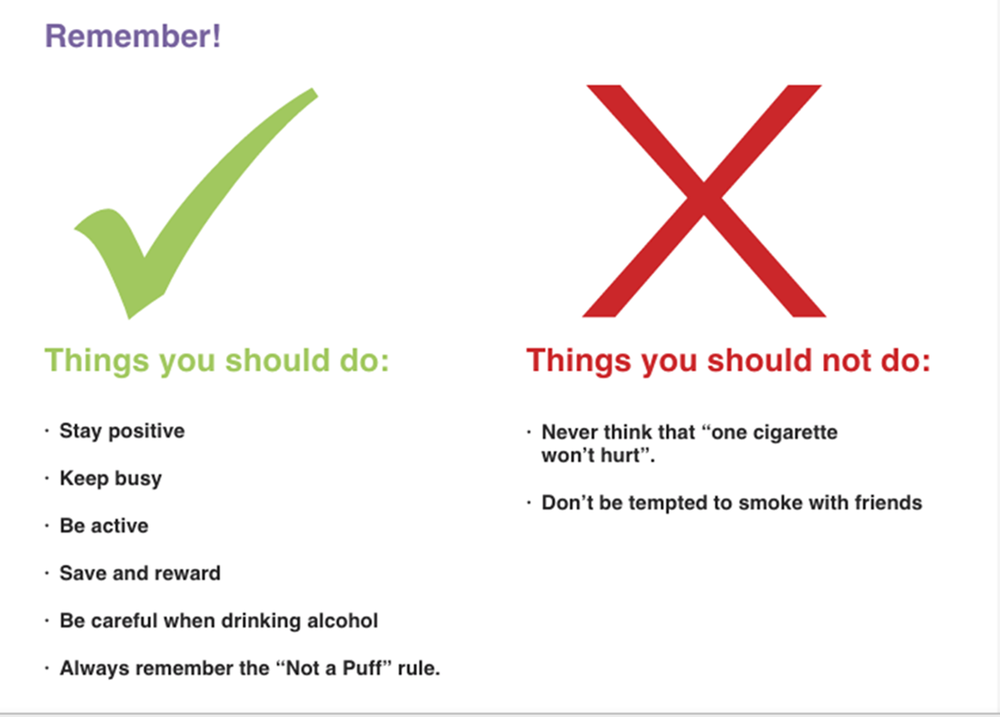 Remember!
Things you should do:
· Stay positive
· Keep busy
· Be active
· Save and reward
· Be careful when drinking alcohol
· Always remember the “Not a Puff” rule.
Things you should not do:
· Never think that “one cigarette
won’t hurt”.
· Don’t be tempted to smoke with friends